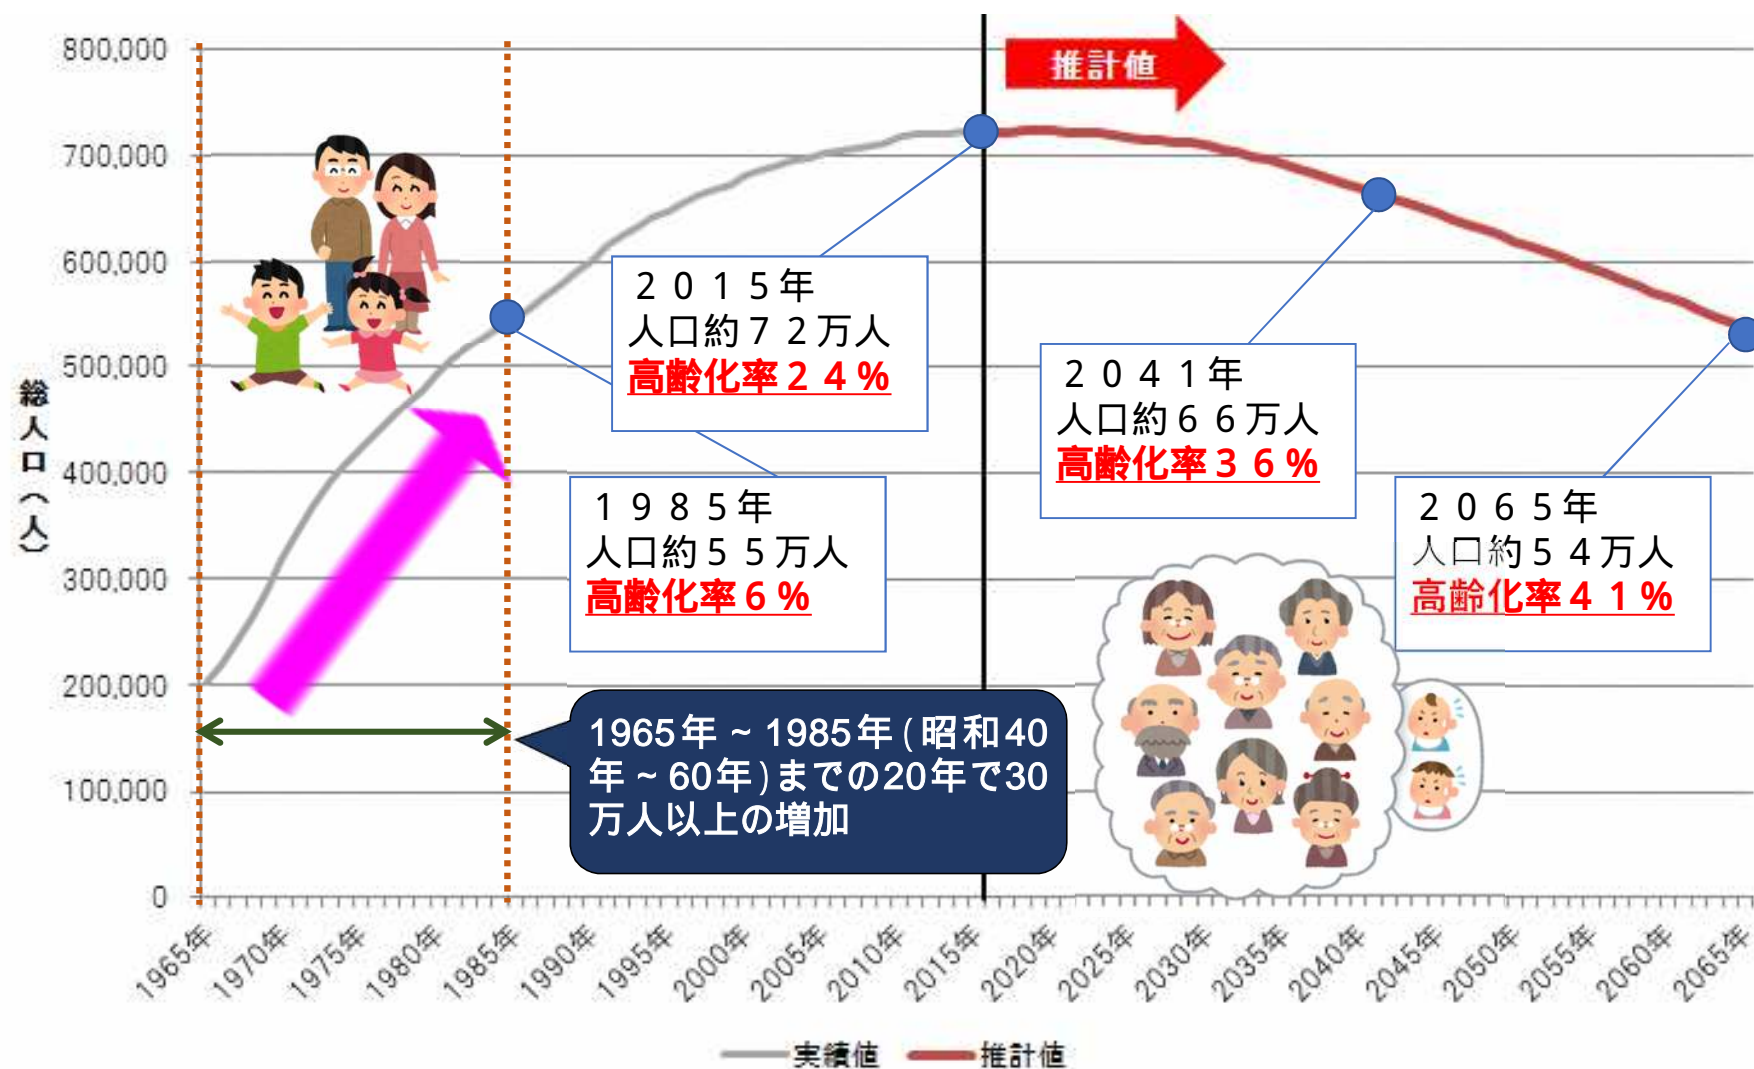 800,000
700,000
600,000
500,000
400,000
300,000
200,000
100,000
0
総人口（人）
推計値
２０１５年
人口約７２万人
高齢化率２４%
２０４１年
人口約６６万人
高齢化率３６%
１９８５年
人口約５５万人
高齢化率６%
２０６５年
人口約５４万人
高齢化率４１%
1965年~1985年(昭和40
年~60年)までの20年で30
万人以上の増加
1965年
1970年
1975年
1980年
1985年
1990年
1995年
2000年
2005年
2010年
2015年
2020年
2025年
2030年
2035年
2040年
2045年
2050年
2055年
2060年
2065年
実績値
推計値